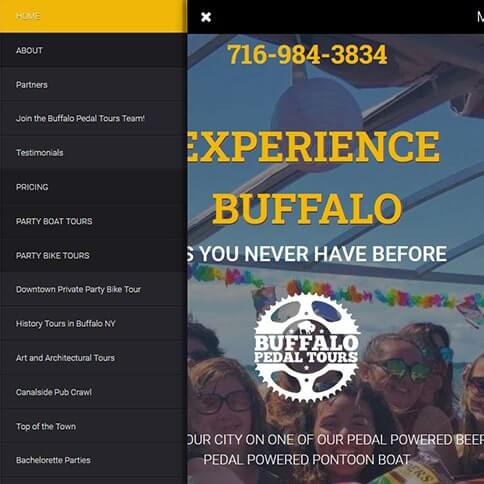 HOME
ABOUT
Partners
Join the Buffalo Pedal Tours Team!
Testimonials
PRICING
PARTY BOAT TOURS
PARTY BIKE TOURS
Downtown Private Party Bike Tour
History Tours in Buffalo NY
Art and Architectural Tours
Canalside Pub Crawl
Top of the Town
Bachelorette Parties
✖ M
716-984-3834
EXPERIENCE
BUFFALO
S YOU NEVER HAVE BEFORE
BUFFALO
PEDAL TOURS
OUR CITY ON ONE OF OUR PEDAL POWERED BEER
PEDAL POWERED PONTOON BOAT